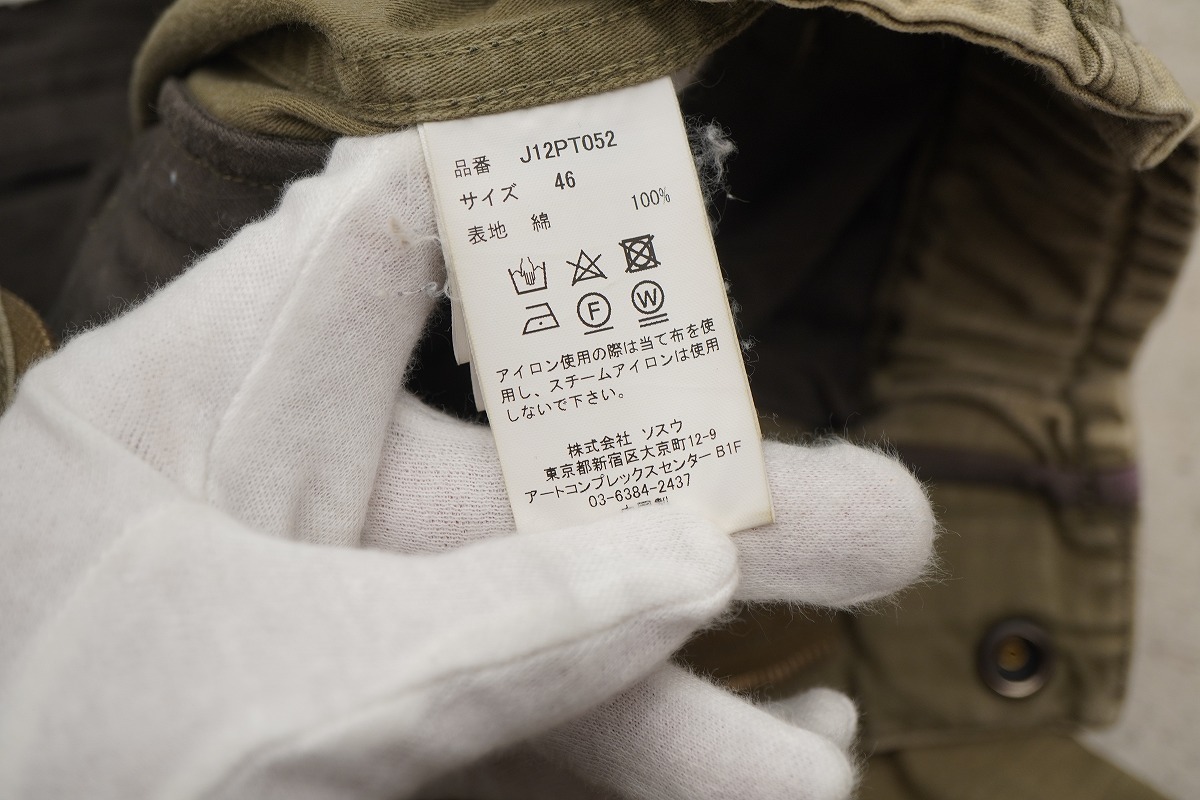 品番 J12PT052
サイズ 46
表地 綿 100%
F W
アイロン使用の際は当て布を使
用し、スチームアイロンは使用
しないで下さい。
株式会社 ソスウ
東京都新宿区大京町12-9
アートコンプレックスセンター B1F
03-6384-2437